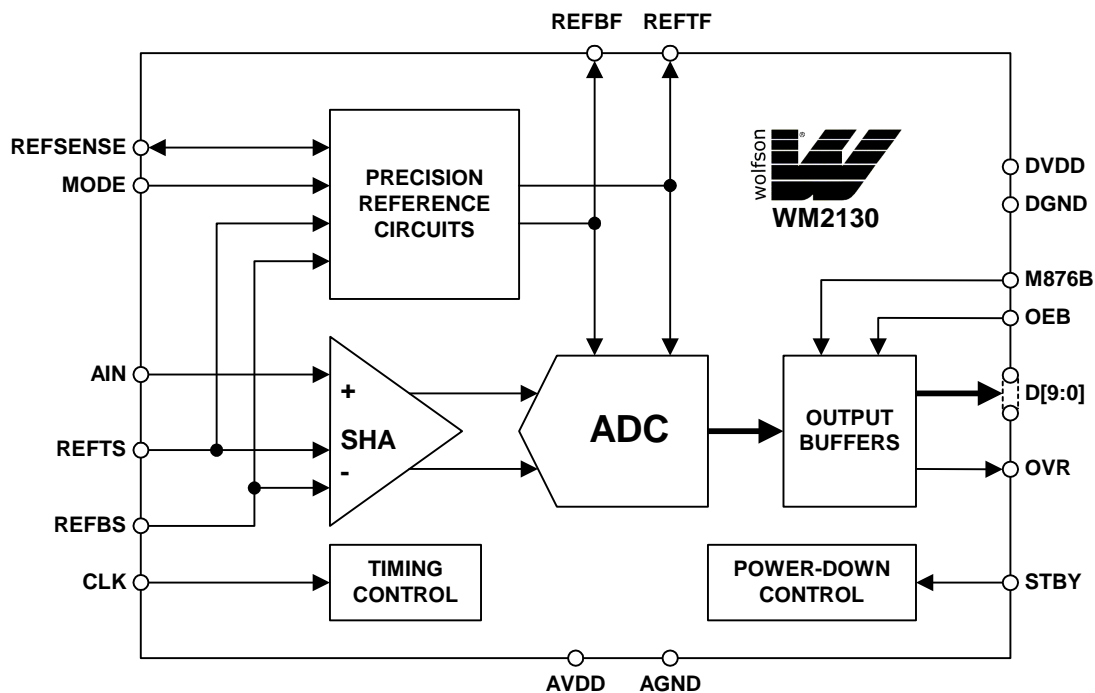 REFBF REFTF
REFSENSE
MODE
PRECISION
REFERENCE
CIRCUITS
wolfson
®
WM2130
DVDD
DGND
M876B
OEB
AIN
+
SHA
-
ADC
OUTPUT
BUFFERS
D[9:0]
OVR
REFTS
REFBS
CLK
TIMING
CONTROL
POWER-DOWN
CONTROL
STBY
AVDD AGND